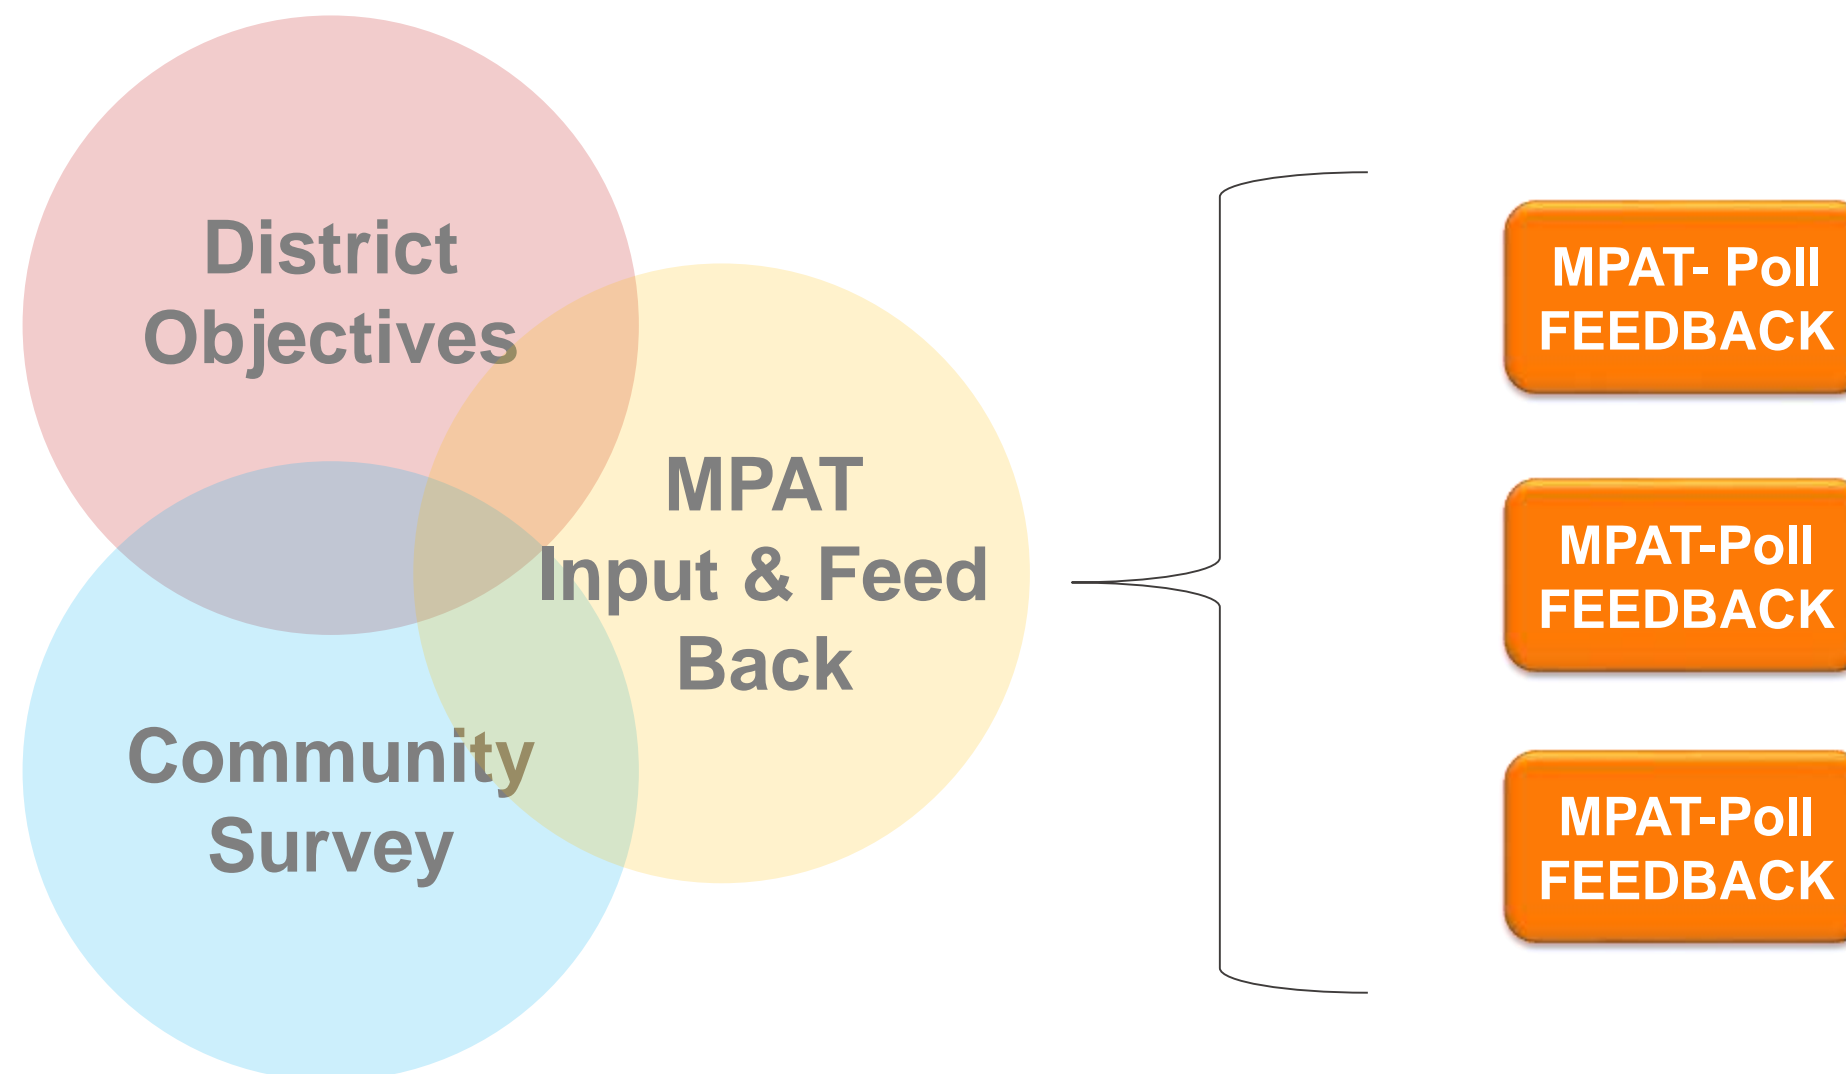 District
Objectives
MPAT
Input & Feed
Back
Community
Survey
MPAT- Poll
FEEDBACK
MPAT-Poll
FEEDBACK
MPAT-Poll
FEEDBACK